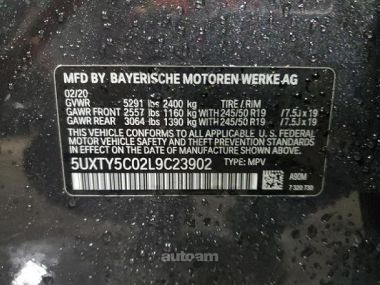 MFD BY BAYERISCHE MOTOREN WERKE AG
02/20
GVWR 5291 lbs 2400 kg TIRE / RIM
GAWR FRONT 2557 lbs 1160 kg WITH 245/50 R19 /7.5J x 19
GAWR REAR 3064 lbs 1390 kg WITH 245/50 R19 /7.5J x 19
THIS VEHICLE CONFORMS TO ALL APPLICABLE U.S. FEDERAL
MOTOR VEHICLE SAFETY, BUMPER, AND THEFT
PREVENTION STANDARDS IN EFFECT ON THE DATE OF
MANUFACTURE SHOWN ABOVE.
5UXTY5C02L9C23902 TYPE: MPV
A90M
7 320 730
autoam